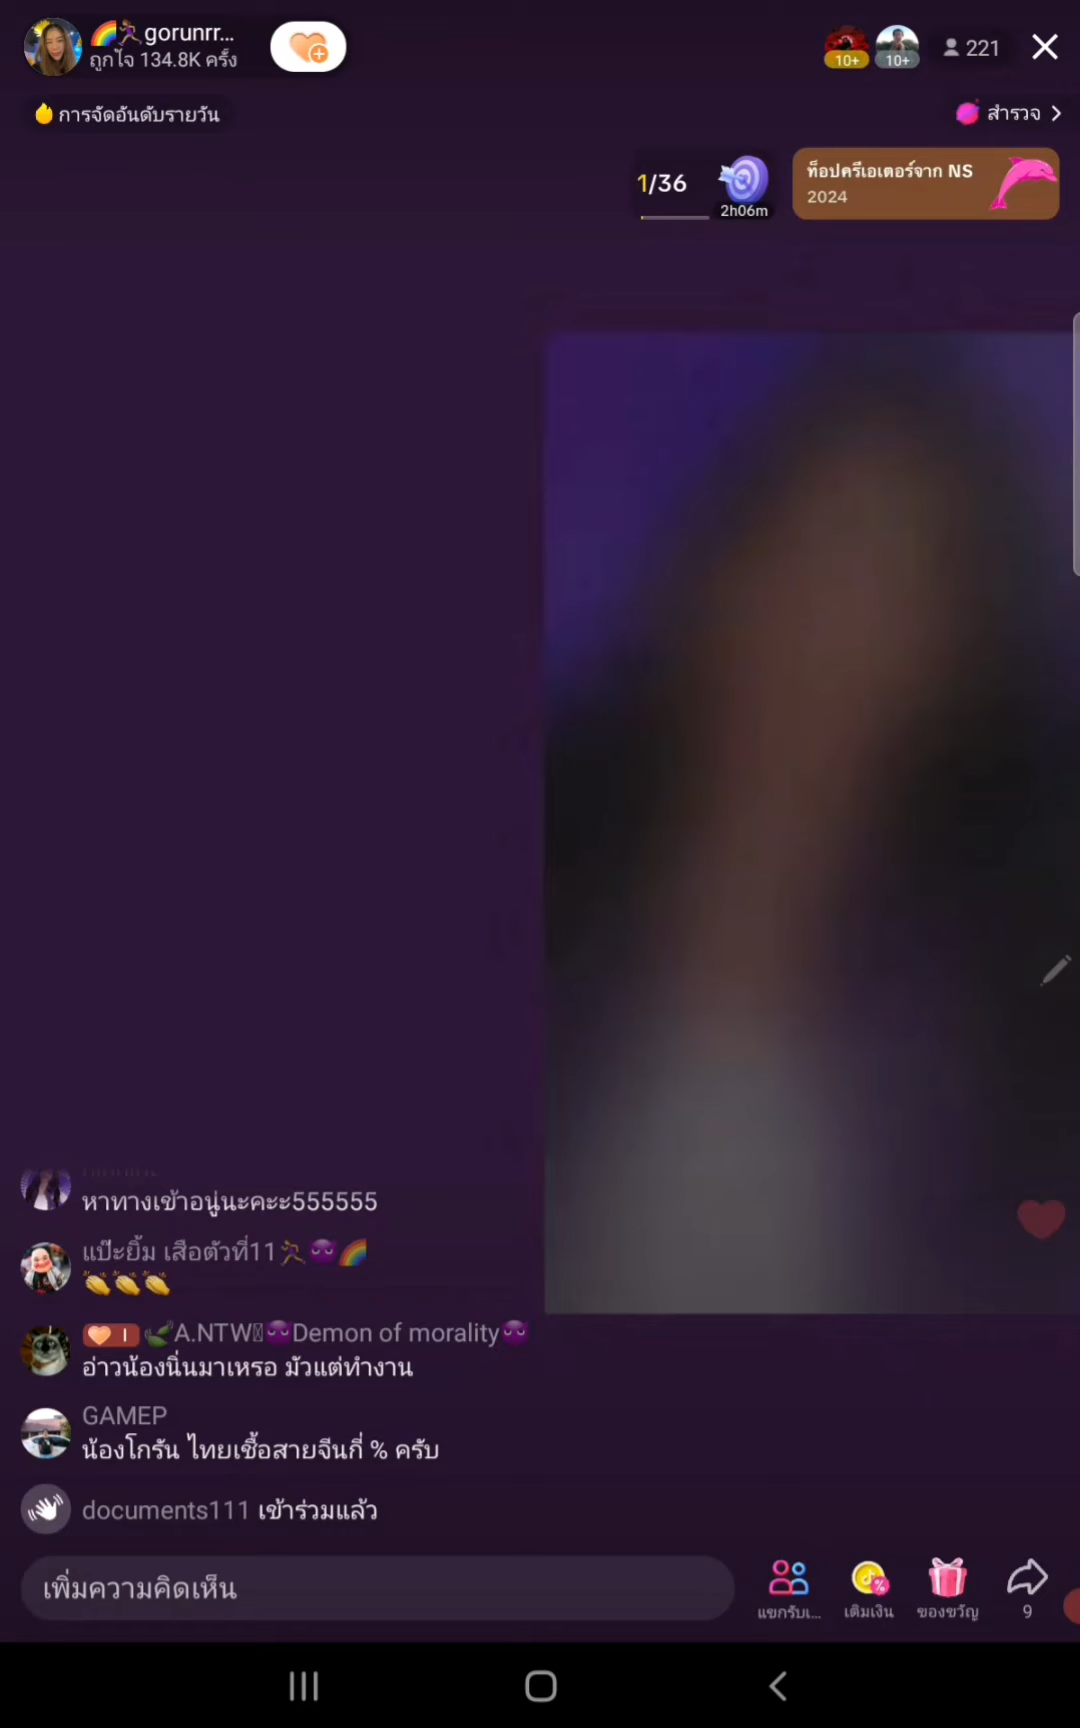 gorunrr...
ถูกใจ 134.8K ครั้ง
10+
10+
221
การจัดอันดับรายวัน
สำรวจ
1/36
2h06m
ท็อปครีเอเตอร์จาก NS
2024
หาทางเข้าอนู่นะคะะ555555
แป๊ะยิ้ม เสือตัวที่11
👏👏👏
I A.NTW Demon of morality
อ่าวน้องนิ่นมาเหรอ มัวแต่ทำงาน
GAMEP
น้องโกรัน ไทยเชื้อสายจีนกี่ % ครับ
documents111 เข้าร่วมแล้ว
เพิ่มความคิดเห็น
แขกรับเ...
เติมเงิน
ของขวัญ
9